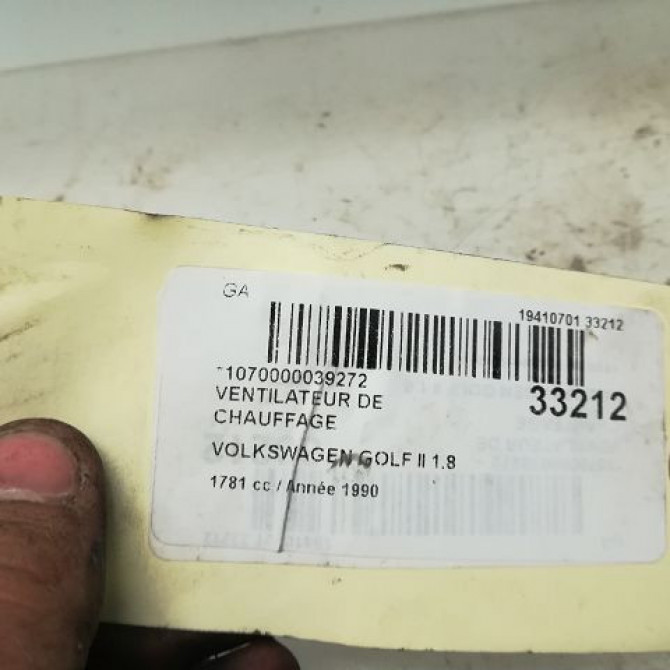 GA
19410701 33212
1070000039272
33212
VENTILATEUR DE
CHAUFFAGE
VOLKSWAGEN GOLF II 1.8
1781 cc / Année 1990